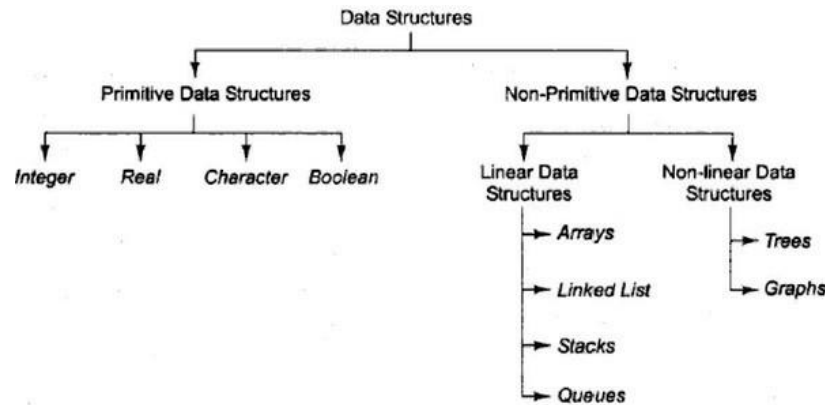 Data Structures
Primitive Data Structures
Non-Primitive Data Structures
Integer
Real
Character
Boolean
Linear Data
Structures
Non-linear Data
Structures
Arrays
Linked List
Stacks
Queues
Trees
Graphs